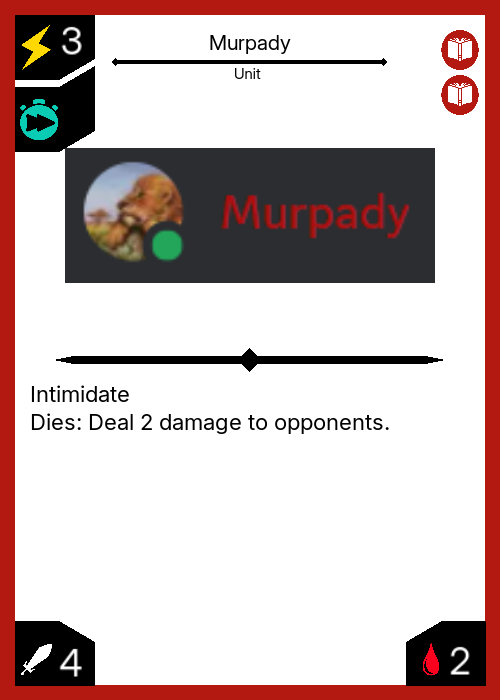 3
Murpady
Unit
Murpady
Intimidate
Dies: Deal 2 damage to opponents.
4
2